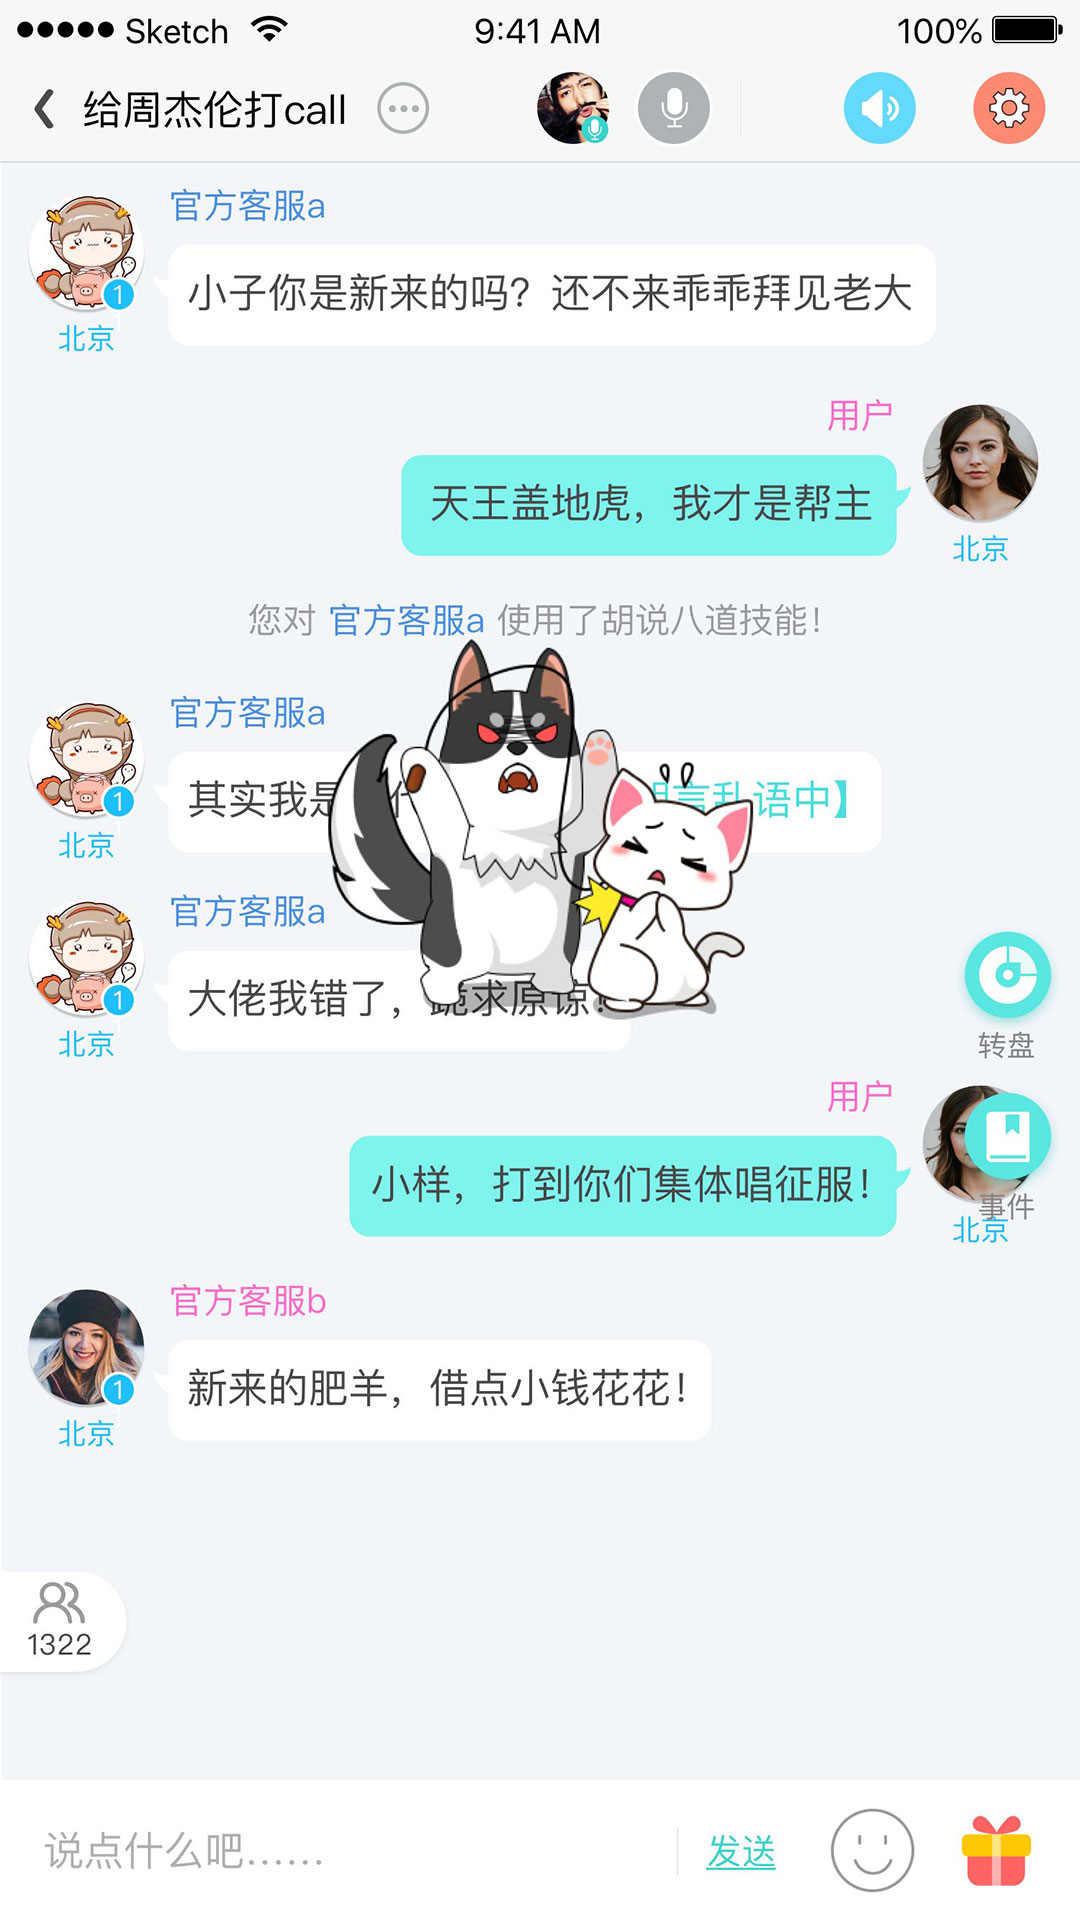 Sketch 9:41 AM 100%
给周杰伦打call
官方客服a
小子你是新来的吗？还不来乖乖拜见老大
1
北京
用户
天王盖地虎，我才是帮主
北京
您对 官方客服a 使用了胡说八道技能！
官方客服a
其实我是 言乱语中】
1
北京
官方客服a
大佬我错了，跪求原谅！
1
北京
转盘
用户
小样，打到你们集体唱征服！
事件
北京
官方客服b
新来的肥羊，借点小钱花花！
1
北京
1322
说点什么吧…… 发送